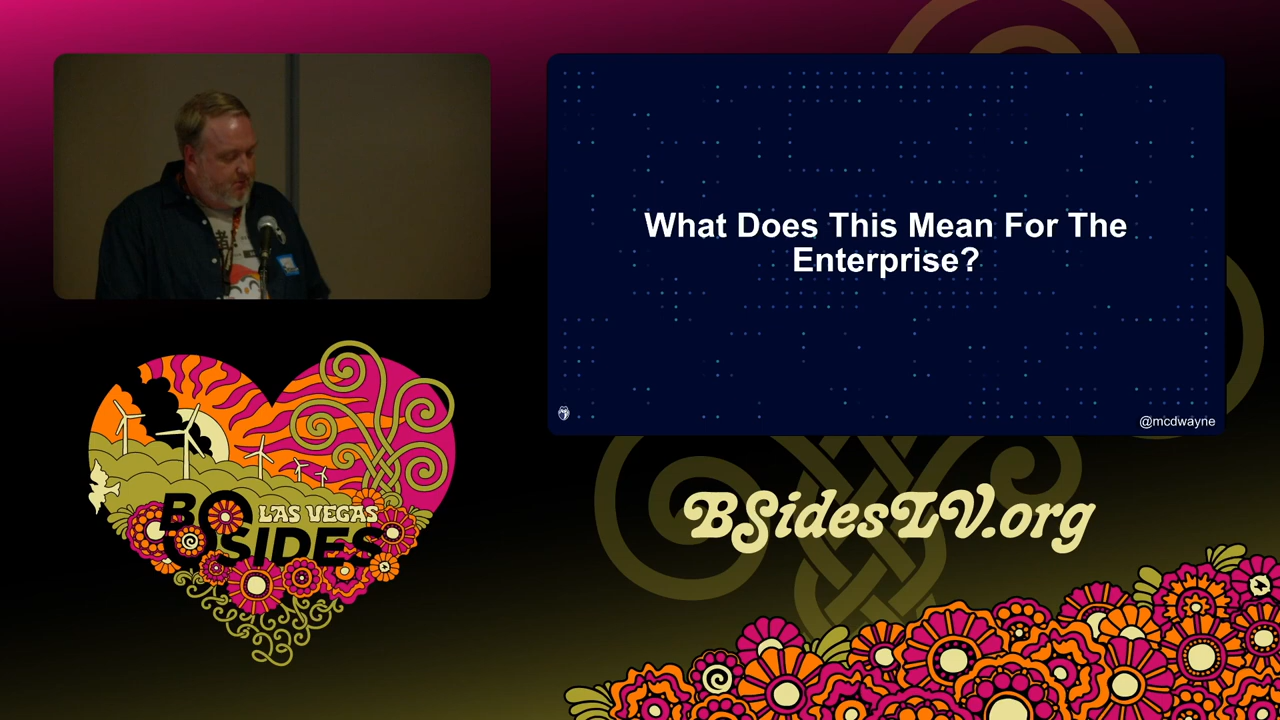 What Does This Mean For The
Enterprise?
@mcdwayne
LAS VEGAS
BSIDES
BSidesLV.org